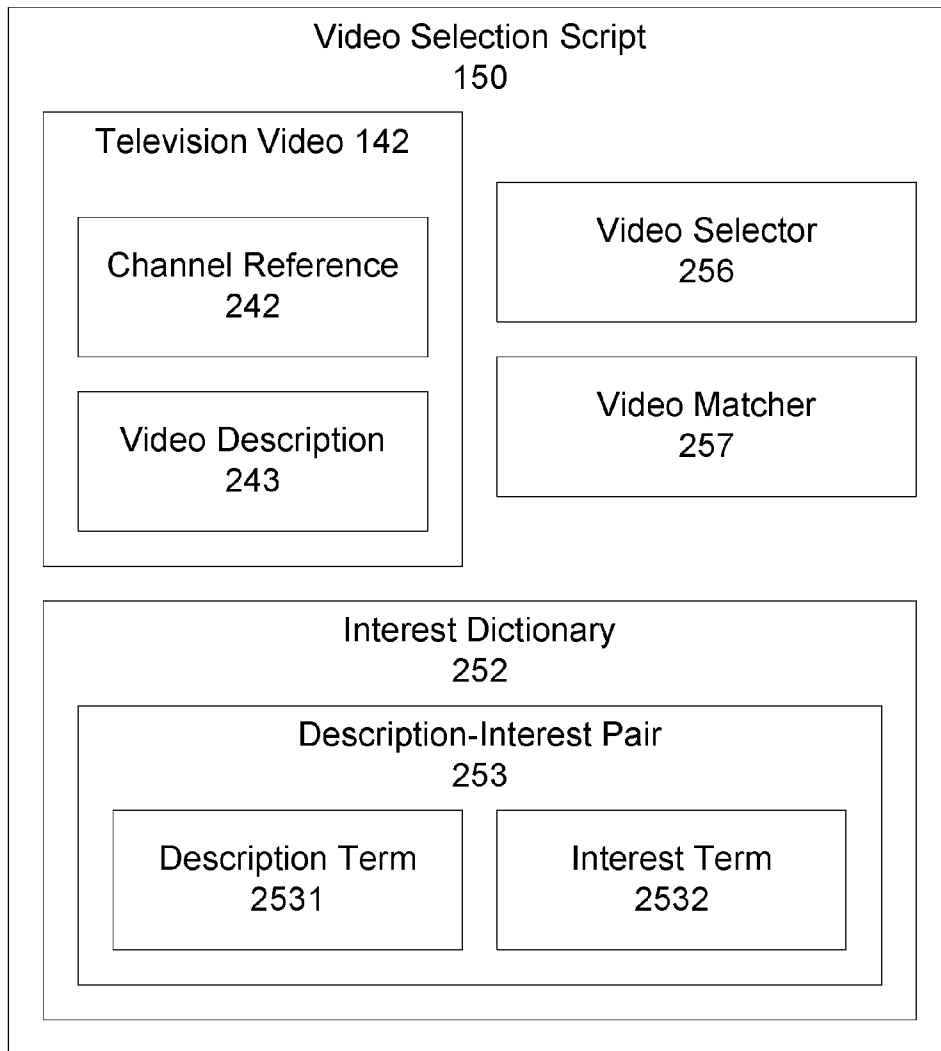 Video Selection Script
150
Television Video 142
Channel Reference
242
Video Description
243
Video Selector
256
Video Matcher
257
Interest Dictionary
252
Description-Interest Pair
253
Description Term
2531
Interest Term
2532